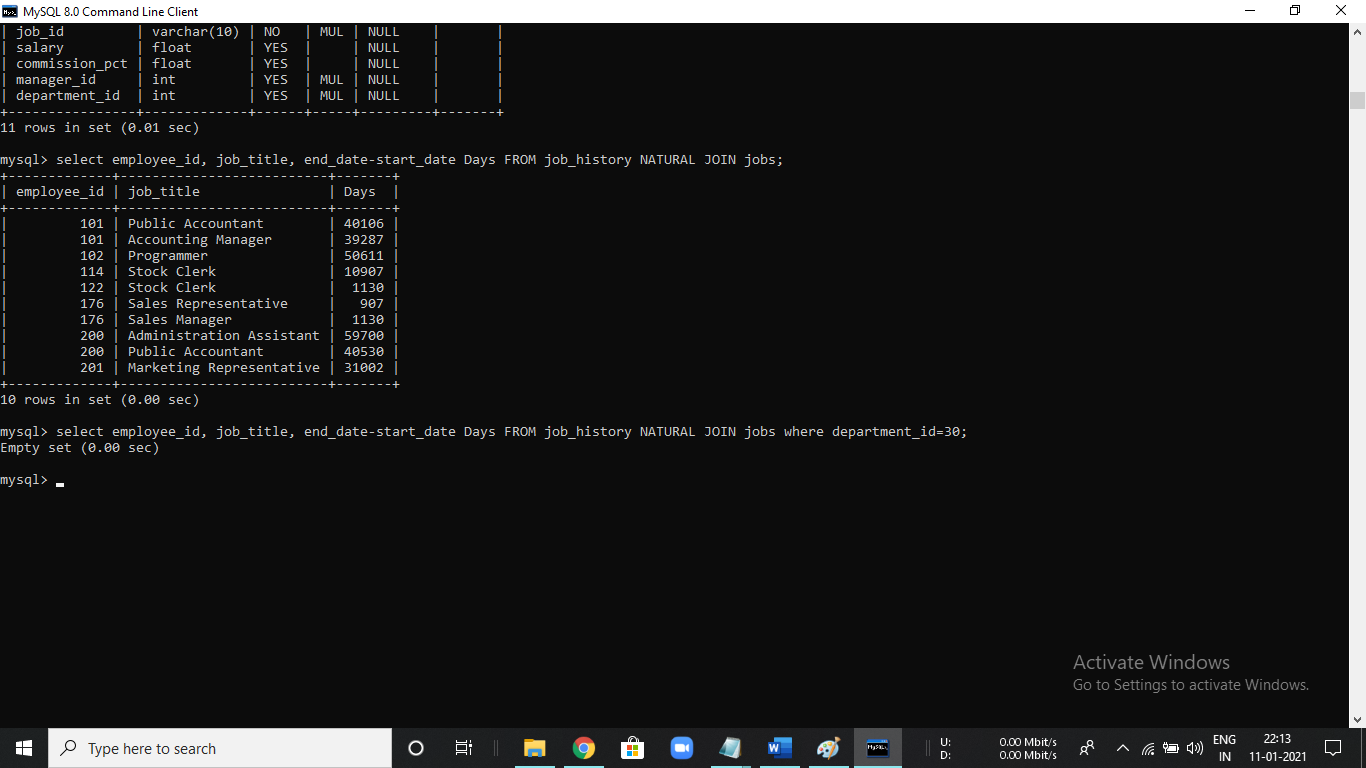 MySQL 8.0 Command Line Client
| job_id         | varchar(10) | NO   | MUL | NULL    |       |
| salary         | float       | YES  |     | NULL    |       |
| commission_pct | float       | YES  |     | NULL    |       |
| manager_id     | int         | YES  | MUL | NULL    |       |
| department_id  | int         | YES  | MUL | NULL    |       |
+----------------+-------------+------+-----+---------+-------+
11 rows in set (0.01 sec)
mysql> select employee_id, job_title, end_date-start_date Days FROM job_history NATURAL JOIN jobs;
+-------------+--------------------------+-------+
| employee_id | job_title                | Days  |
+-------------+--------------------------+-------+
|         101 | Public Accountant        | 40106 |
|         101 | Accounting Manager       | 39287 |
|         102 | Programmer               | 50611 |
|         114 | Stock Clerk              | 10907 |
|         122 | Stock Clerk              |  1130 |
|         176 | Sales Representative     |   907 |
|         176 | Sales Manager            |  1130 |
|         200 | Administration Assistant | 59700 |
|         200 | Public Accountant        | 40530 |
|         201 | Marketing Representative | 31002 |
+-------------+--------------------------+-------+
10 rows in set (0.00 sec)
mysql> select employee_id, job_title, end_date-start_date Days FROM job_history NATURAL JOIN jobs where department_id=30;
Empty set (0.00 sec)
mysql> _
Activate Windows
Go to Settings to activate Windows.
Type here to search
U: 0.00 Mbit/s
D: 0.00 Mbit/s
ENG
IN
22:13
11-01-2021